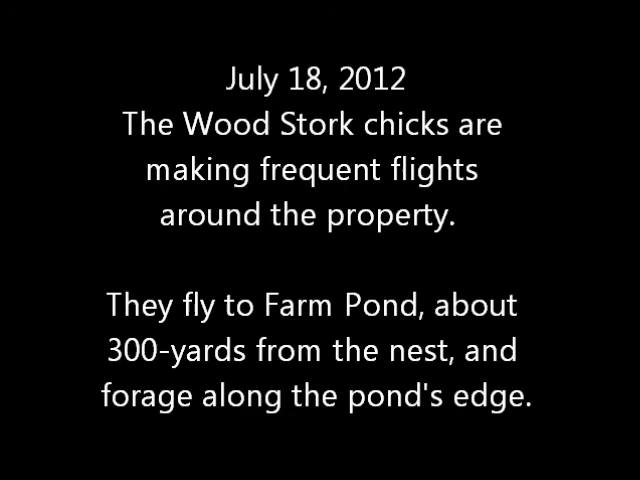 July 18, 2012
The Wood Stork chicks are
making frequent flights
around the property.
They fly to Farm Pond, about
300-yards from the nest, and
forage along the pond's edge.